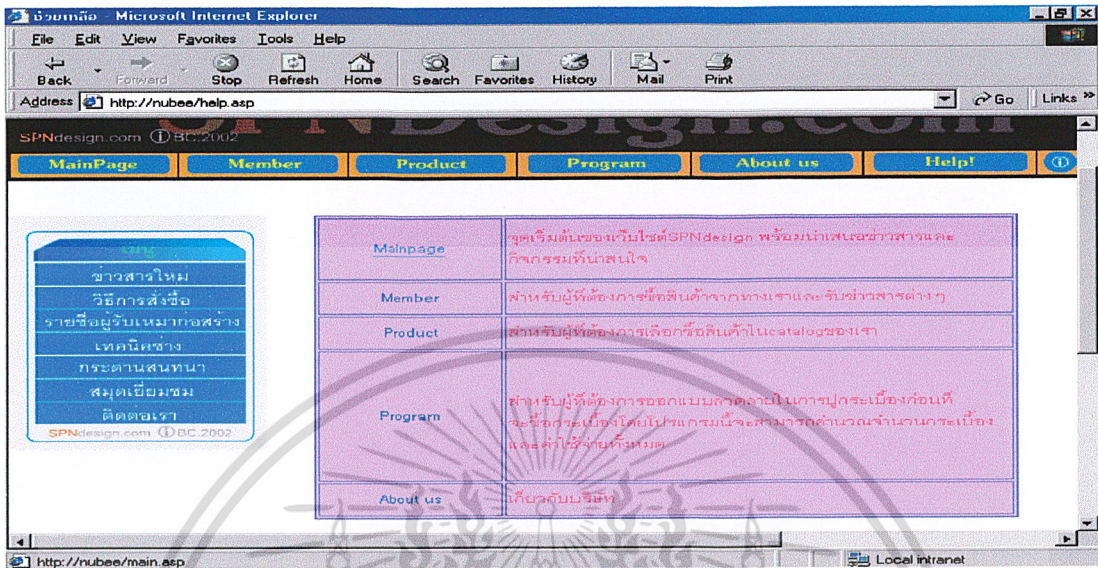 ช่วยเหลือ - Microsoft Internet Explorer
File Edit View Favorites Tools Help
Back Forward Stop Refresh Home Search Favorites History Mail Print
Address http://nubee/help.asp Go Links »
SPNDesign.com
SPNdesign.com ⓘ BC.2002
MainPage Member Product Program About us Help! ⓘ
เมนู
ข่าวสารใหม่
วิธีการสั่งซื้อ
รายชื่อผู้รับเหมาก่อสร้าง
เทคนิคช่าง
กระดานสนทนา
สมุดเยี่ยมชม
ติดต่อเรา
SPNdesign.com ⓘ BC.2002
Mainpage
จุดเริ่มต้นของเว็บไซต์SPNdesign พร้อมนำเสนอข่าวสารและ
กิจกรรมที่น่าสนใจ
Member สำหรับผู้ที่ต้องการซื้อสินค้าจากทางเราและรับข่าวสารต่างๆ
Product สำหรับผู้ที่ต้องการเลือกซื้อสินค้าในcatalogของเรา
Program
สำหรับผู้ที่ต้องการออกแบบลวดลายในการปูกระเบื้องก่อนที่
จะซื้อกระเบื้องโดยโปรแกรมนี้จะสามารถคำนวณจำนวนกระเบื้อง
และค่าใช้จ่ายทั้งหมด
About us เกี่ยวกับบริษัท
http://nubee/main.asp Local intranet